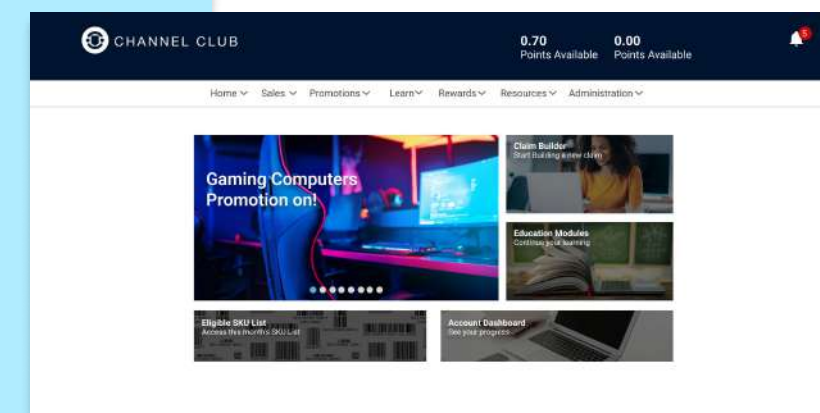 CHANNEL CLUB
0.70
Points Available
0.00
Points Available
5
Home Sales Promotions Learn Rewards Resources Administration
Gaming Computers
Promotion on!
Claim Builder
Start Building a new claim
Education Modules
Continue your learning
Eligible SKU List
Access this month's SKU List
Account Dashboard
See your progress